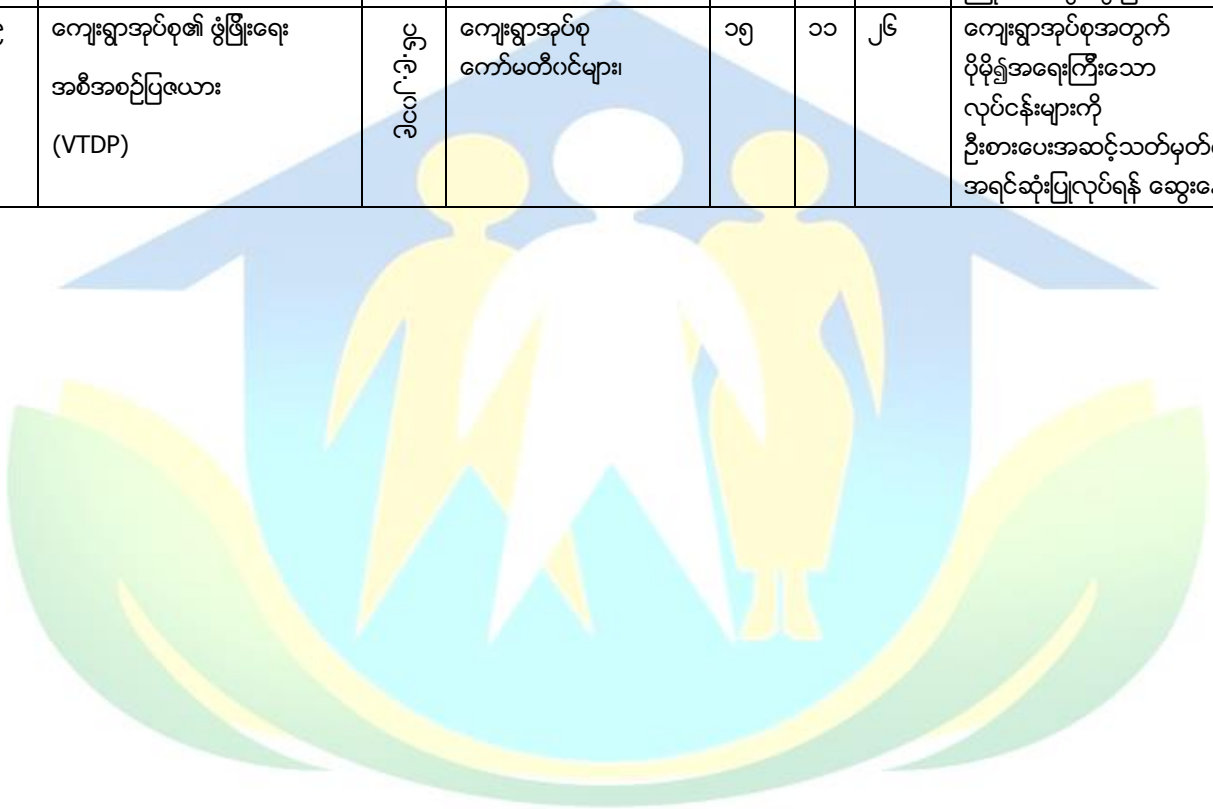 ကျေးရွာအုပ်စု၏ ဖွံ့ဖြိုးရေး
အစီအစဉ်ပြဇယား
(VTDP)
ကျေးရွာအုပ်စု
ကော်မတီဝင်များ၊
၁၅
၁၁
၂၆
ကျေးရွာအုပ်စုအတွက်
ပိုမို၍အရေးကြီးသော
လုပ်ငန်းများကို
ဦးစားပေးအဆင့်သတ်မှတ်
အရင်ဆုံးပြုလုပ်ရန်